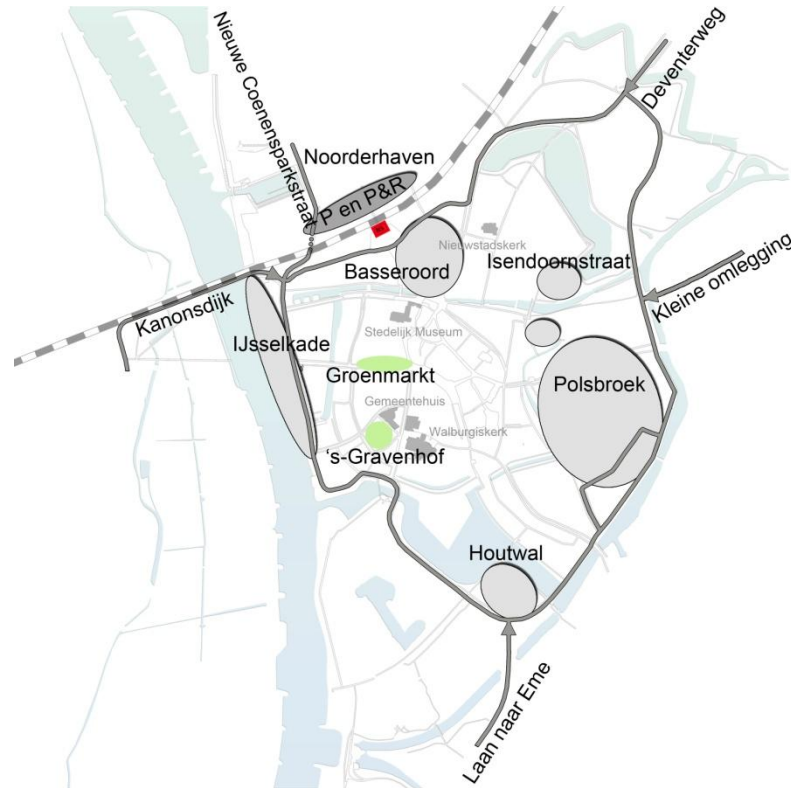 Nieuwe Coenensparkstraat
Deventerweg
Noorderhaven
P en P&R
Nieuwstadskerk
Basseroord
Isendoornstraat
Kleine omlegging
Kanonsdijk
IJsselkade
Stedelijk Museum
Groenmarkt
Polsbroek
Gemeentehuis
Walburgiskerk
‘s-Gravenhof
Houtwal
Laan naar Eme